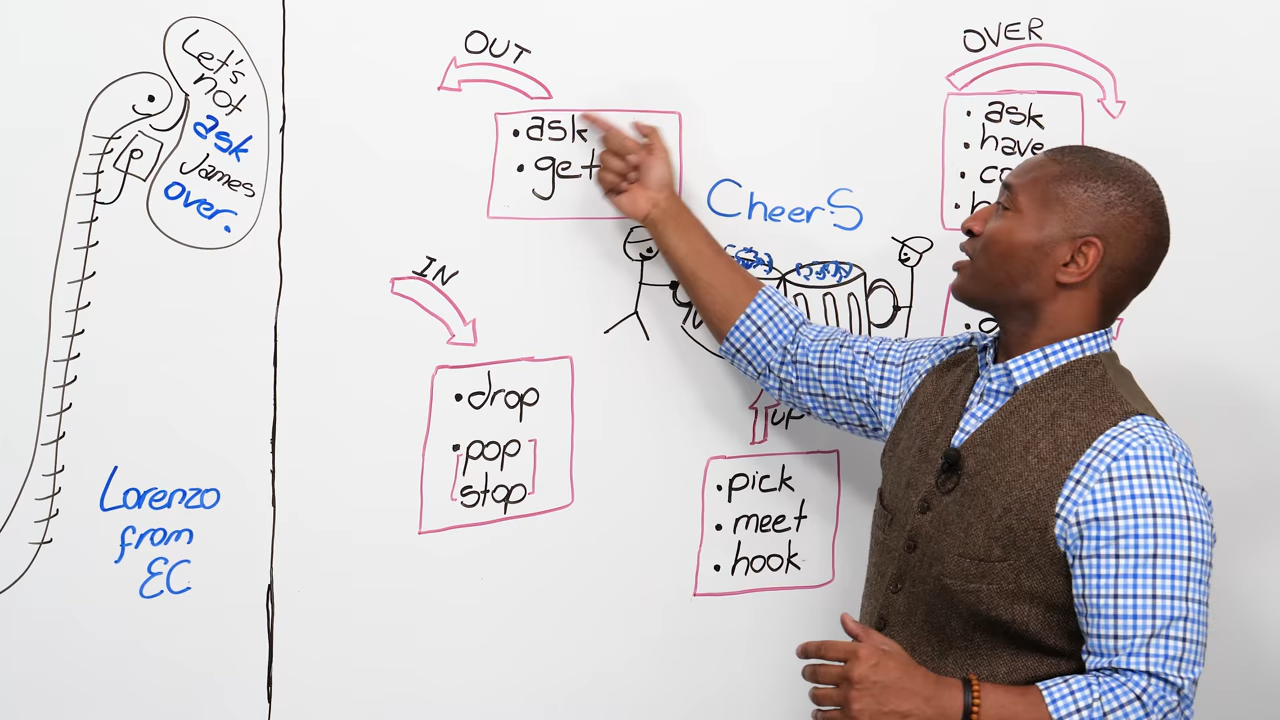 Let's
not
ask
James
over.
P
Lorenzo
from
EC
OUT
• ask
• get
IN
• drop
• pop
stop
CheerS
UP
• pick
• meet
• hook
OVER
• ask
• have